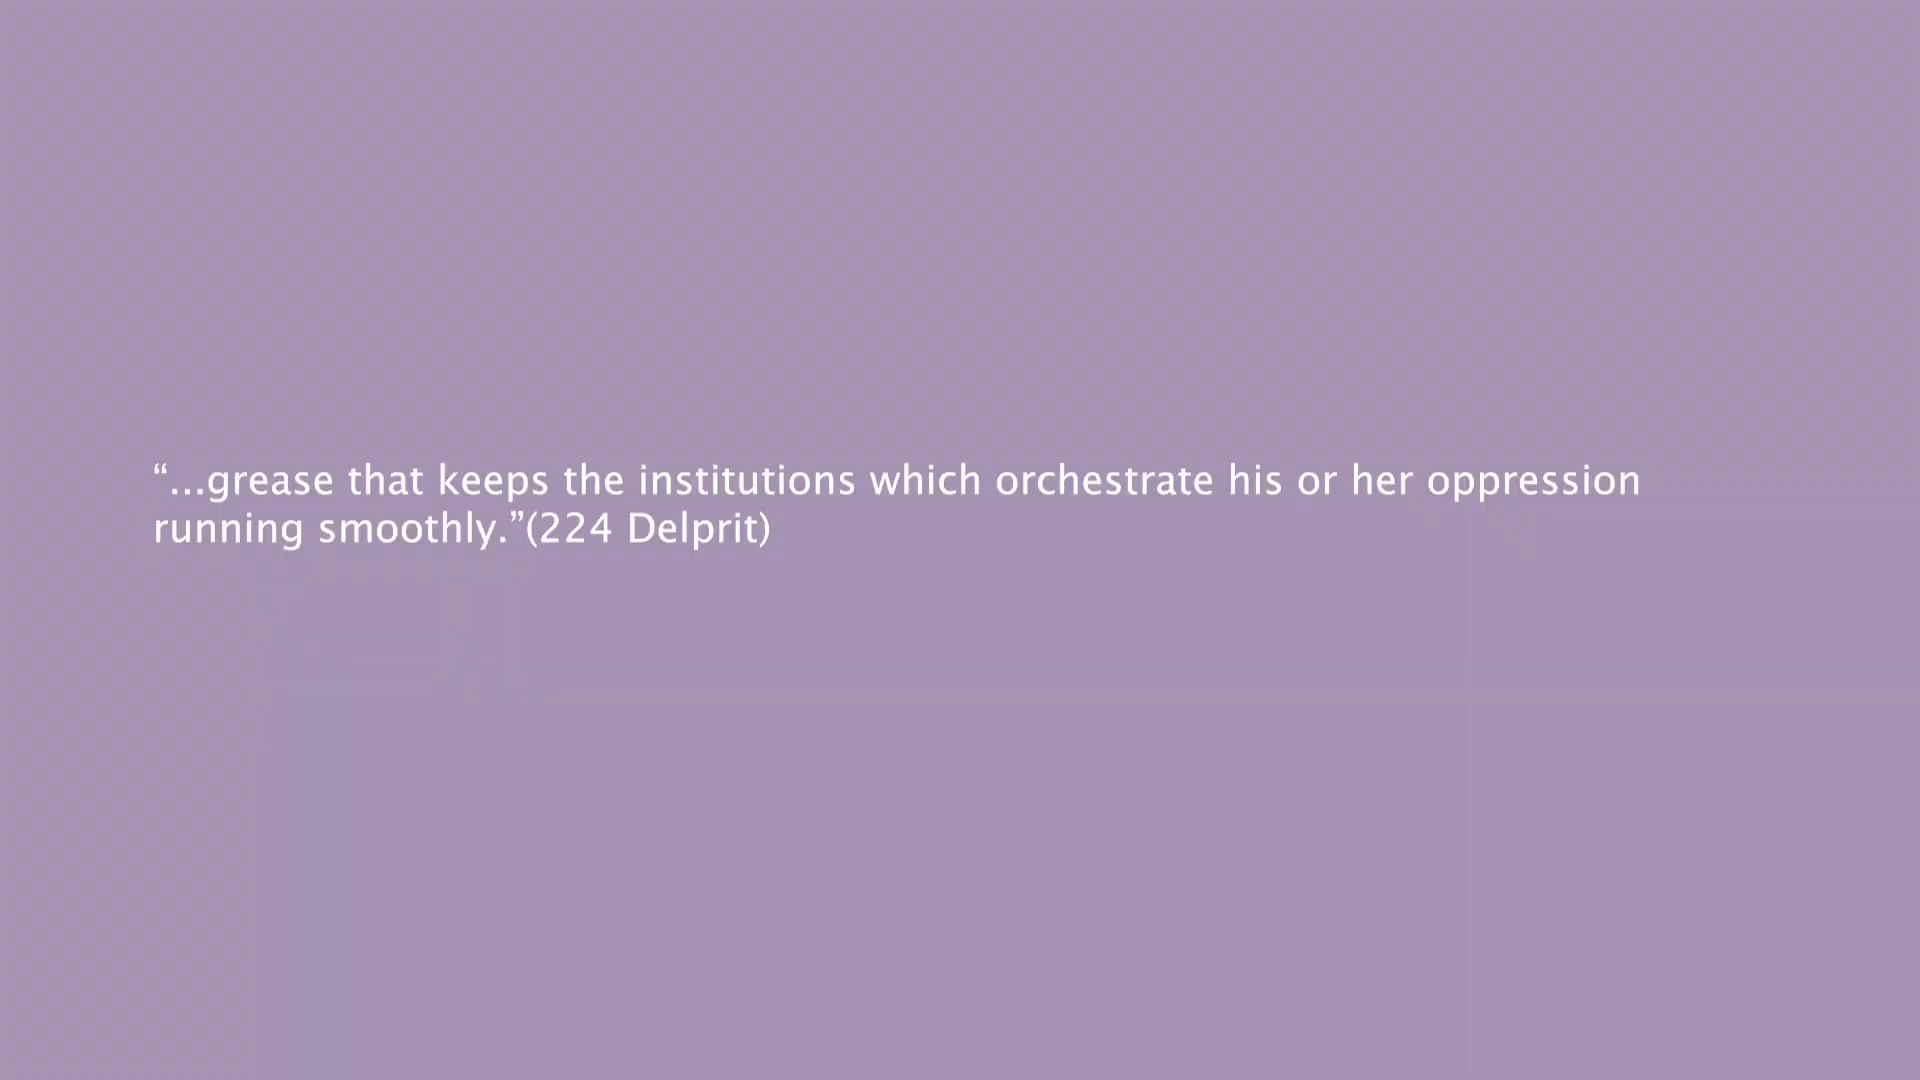 “...grease that keeps the institutions which orchestrate his or her oppression
running smoothly.”(224 Delprit)